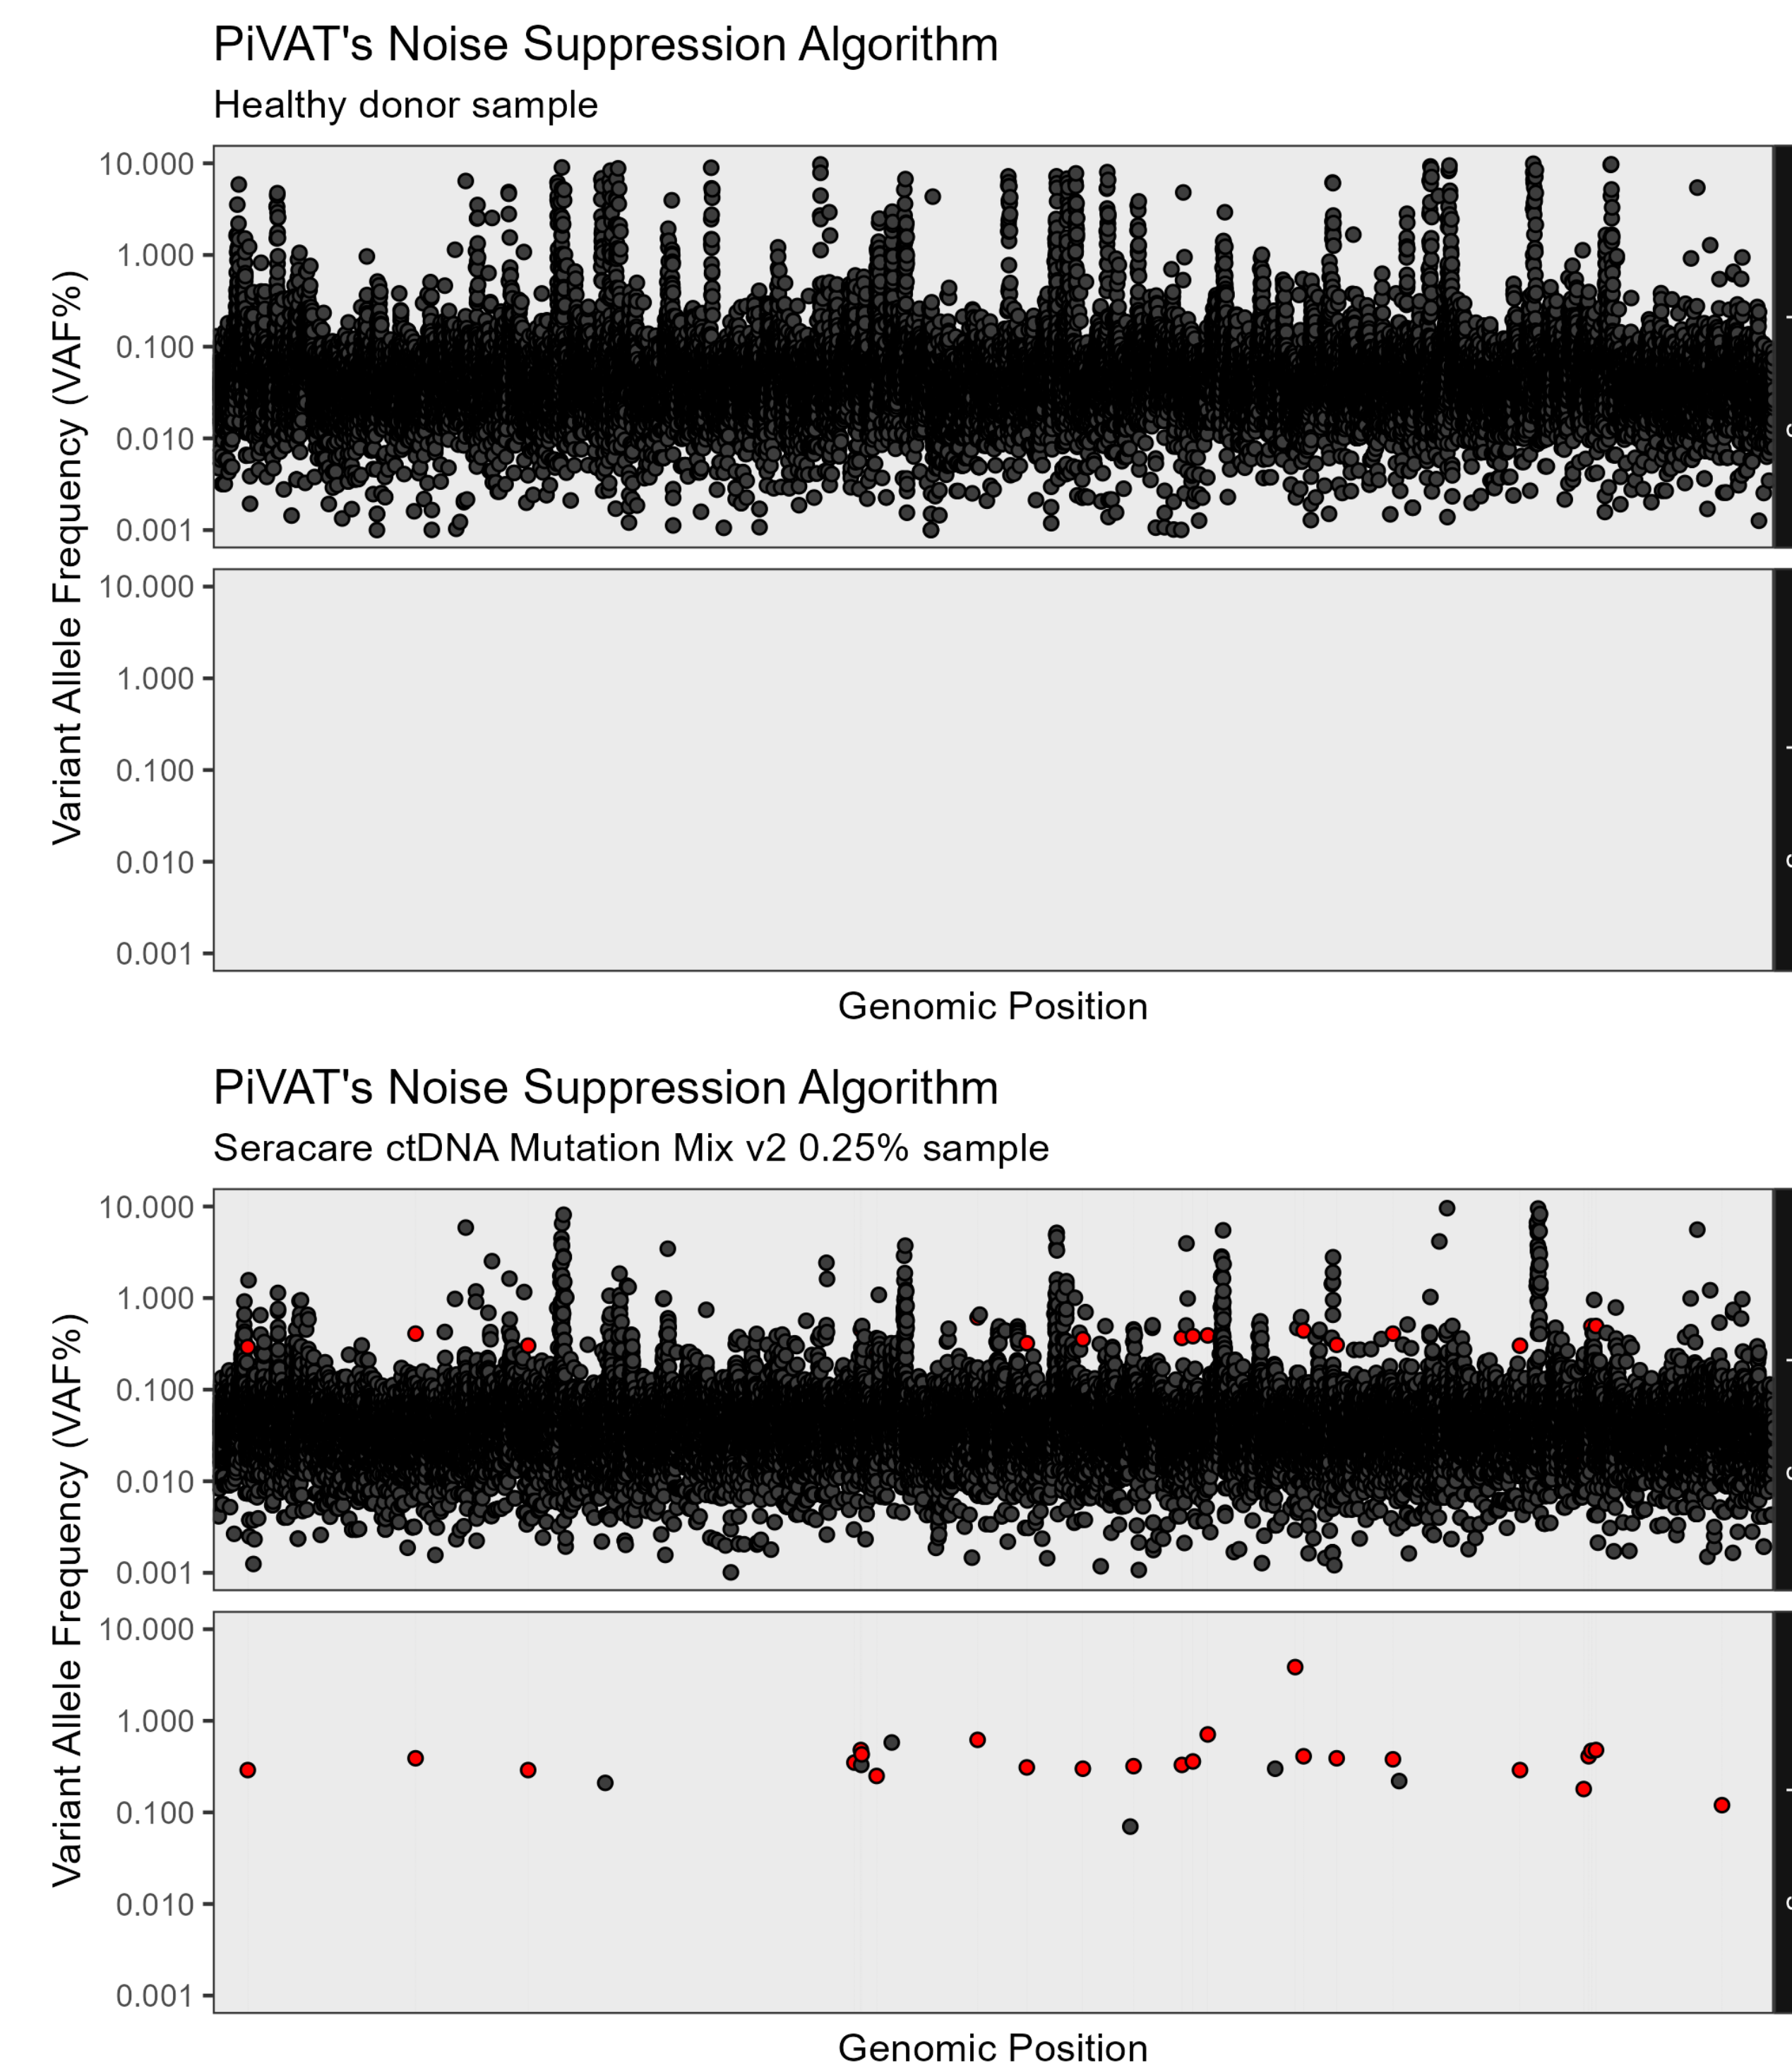 PiVAT's Noise Suppression Algorithm
Healthy donor sample
Variant Allele Frequency (VAF%)
10.000
1.000
0.100
0.010
0.001
10.000
1.000
0.100
0.010
0.001
Genomic Position
PiVAT's Noise Suppression Algorithm
Seracare ctDNA Mutation Mix v2 0.25% sample
Variant Allele Frequency (VAF%)
10.000
1.000
0.100
0.010
0.001
10.000
1.000
0.100
0.010
0.001
Genomic Position